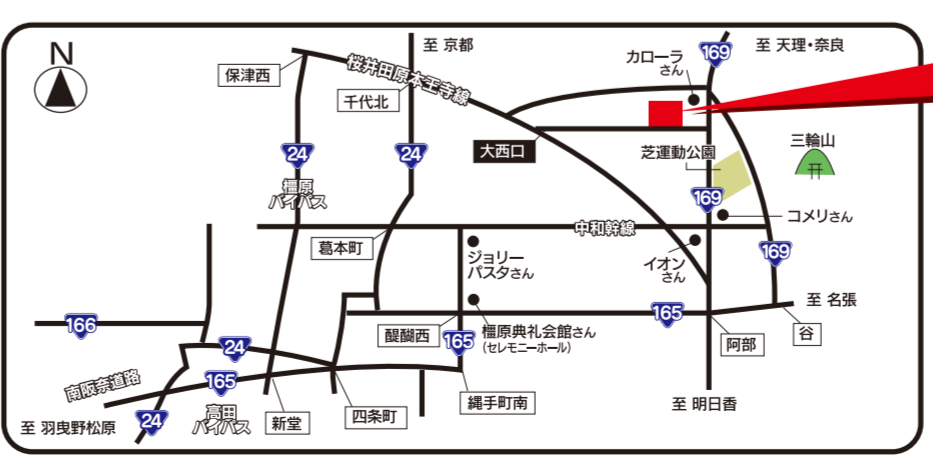 N
至 京都
169
至 天理・奈良
カローラ
さん
保津西
桜井田原本王寺線
千代北
24
24
大西口
芝運動公園
三輪山
橿原
バイパス
169
コメリさん
中和幹線
葛本町
ジョリー
パスタさん
イオン
さん
169
至 名張
166
165
醍醐西
165
橿原典礼会館さん
(セレモニーホール)
阿部
谷
24
南阪奈道路
165
高田
バイパス
新堂
四条町
縄手町南
至 明日香
至 羽曳野松原
24